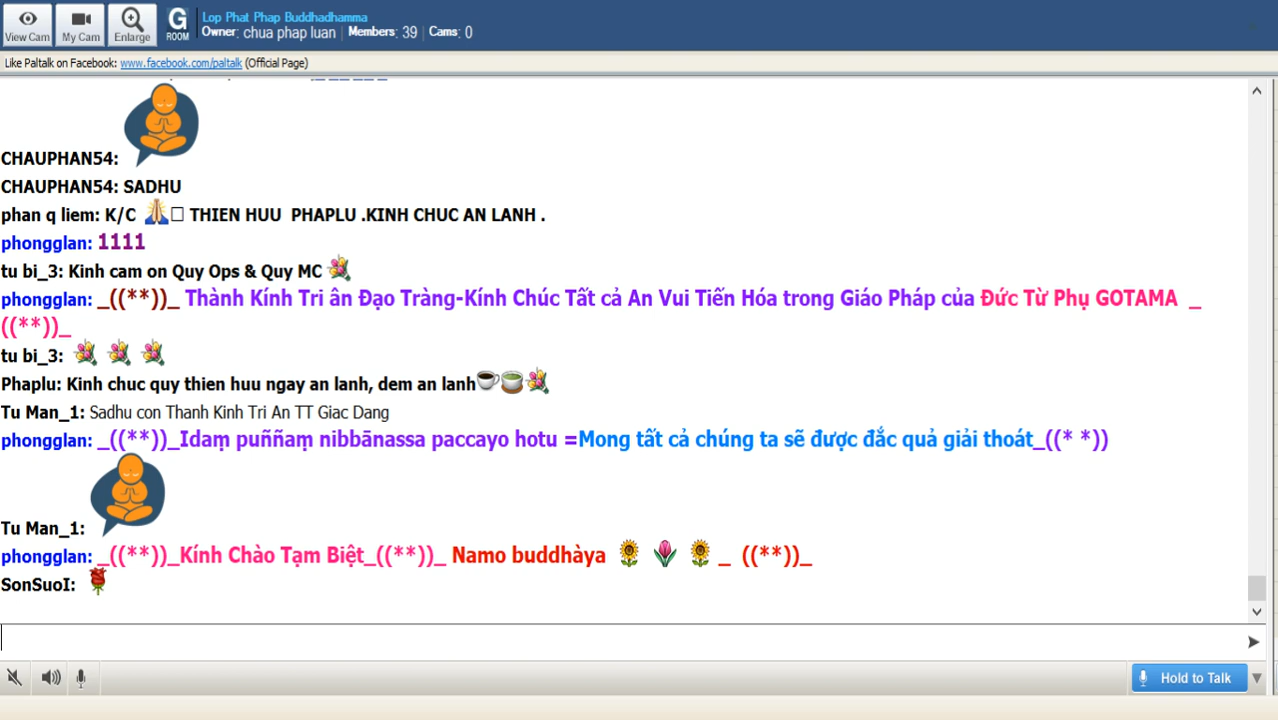 View Cam
My Cam
Enlarge
G
ROOM
Lop Phat Phap Buddhadhamma
Owner: chua phap luan | Members: 39 | Cams: 0
Like Paltalk on Facebook: www.facebook.com/paltalk (Official Page)
CHAUPHAN54:
CHAUPHAN54: SADHU
phan q liem: K/C THIEN HUU PHAPLU .KINH CHUC AN LANH .
phongglan: 1111
tu bi_3: Kinh cam on Quy Ops & Quy MC
phongglan: _((**))_ Thành Kính Tri ân Đạo Tràng-Kính Chúc Tất cả An Vui Tiến Hóa trong Giáo Pháp của Đức Từ Phụ GOTAMA _
((**))_
tu bi_3:
Phaplu: Kinh chuc quy thien huu ngay an lanh, dem an lanh
Tu Man_1: Sadhu con Thanh Kinh Tri An TT Giac Dang
phongglan: _((**))_Idaṃ puññaṃ nibbānassa paccayo hotu =Mong tất cả chúng ta sẽ được đắc quả giải thoát_((* *))
Tu Man_1:
phongglan: _((**))_Kính Chào Tạm Biệt_((**))_ Namo buddhàya _ ((**))_
SonSuoI:
Hold to Talk